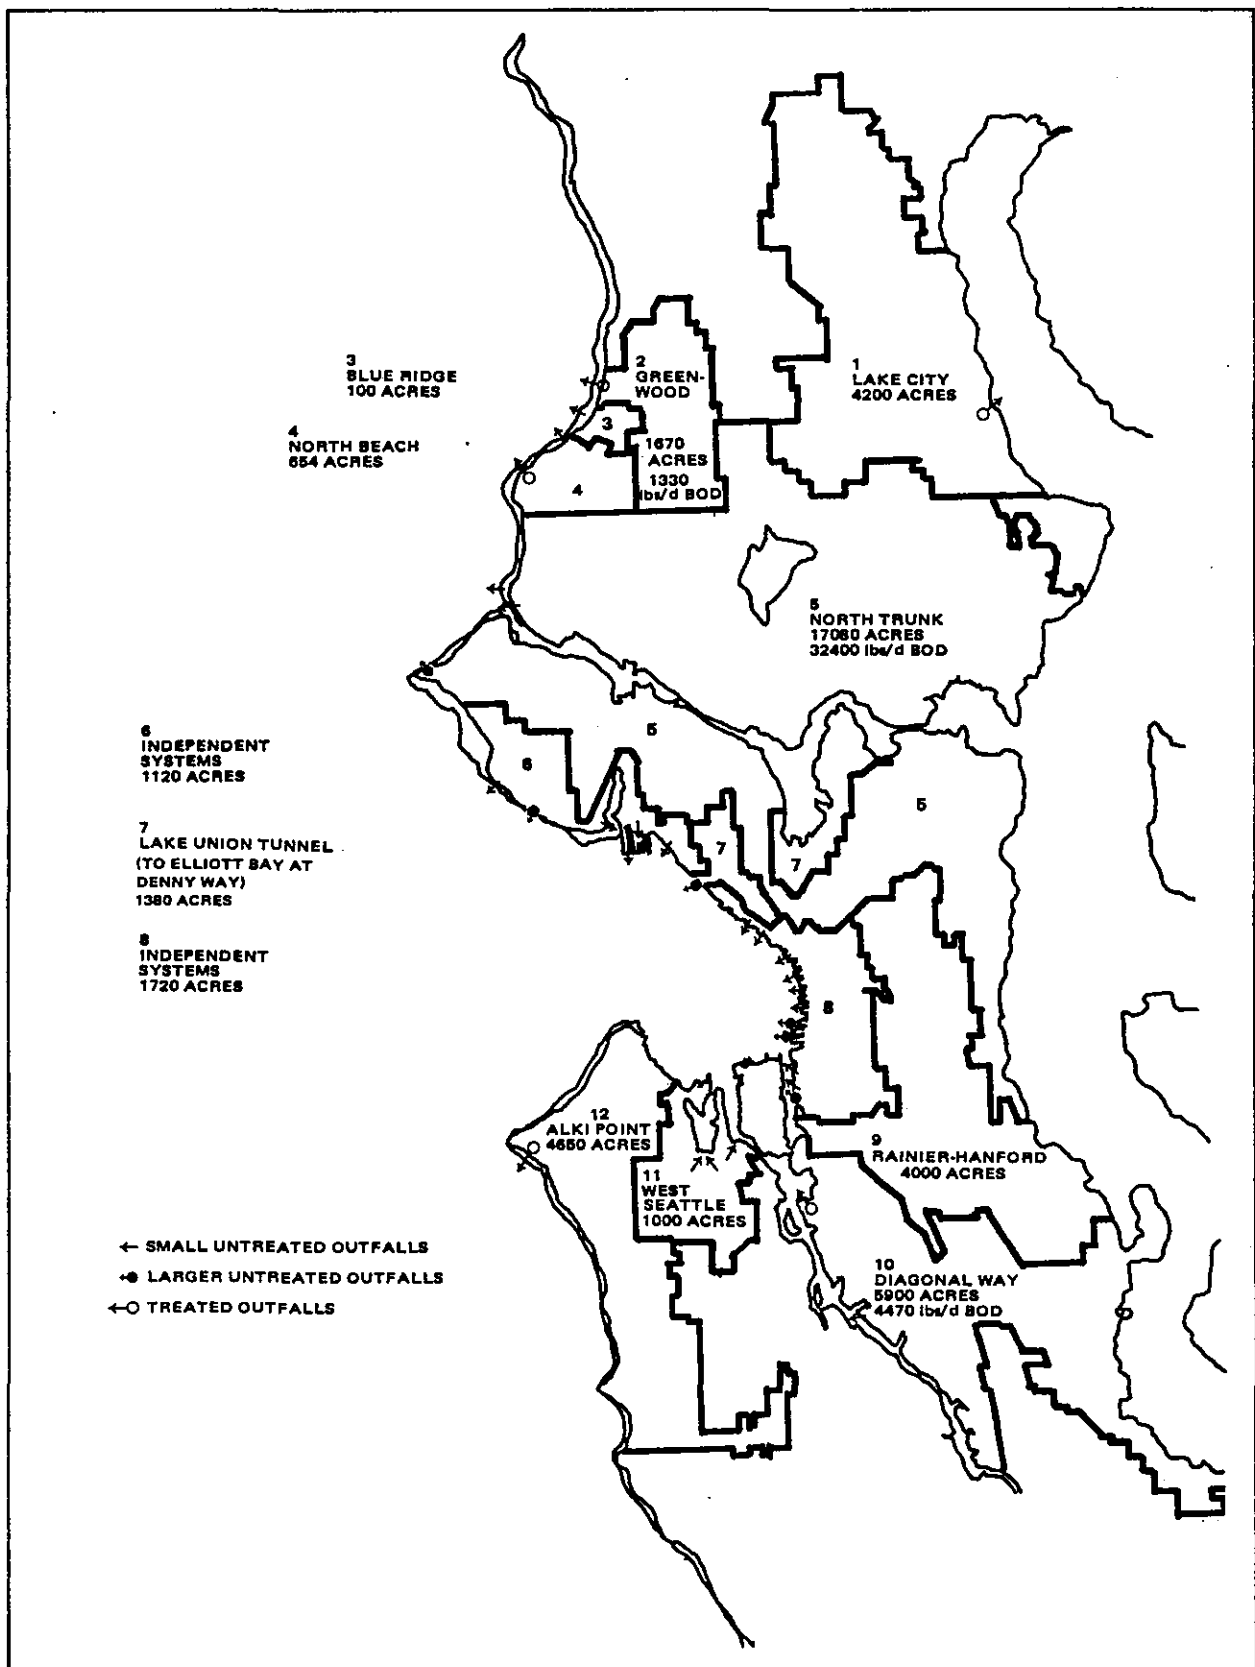 1
LAKE CITY
4200 ACRES
2
GREEN-
WOOD
1670
ACRES
1330
lbs/d BOD
3
BLUE RIDGE
100 ACRES
3
4
NORTH BEACH
654 ACRES
4
5
NORTH TRUNK
17080 ACRES
32400 lbs/d BOD
5
5
6
INDEPENDENT
SYSTEMS
1120 ACRES
6
7
LAKE UNION TUNNEL
(TO ELLIOTT BAY AT
DENNY WAY)
1380 ACRES
7
7
8
INDEPENDENT
SYSTEMS
1720 ACRES
8
12
ALKI POINT
4650 ACRES
9
RAINIER-HANFORD
4000 ACRES
11
WEST
SEATTLE
1000 ACRES
10
DIAGONAL WAY
5900 ACRES
4470 lbs/d BOD
SMALL UNTREATED OUTFALLS
LARGER UNTREATED OUTFALLS
TREATED OUTFALLS